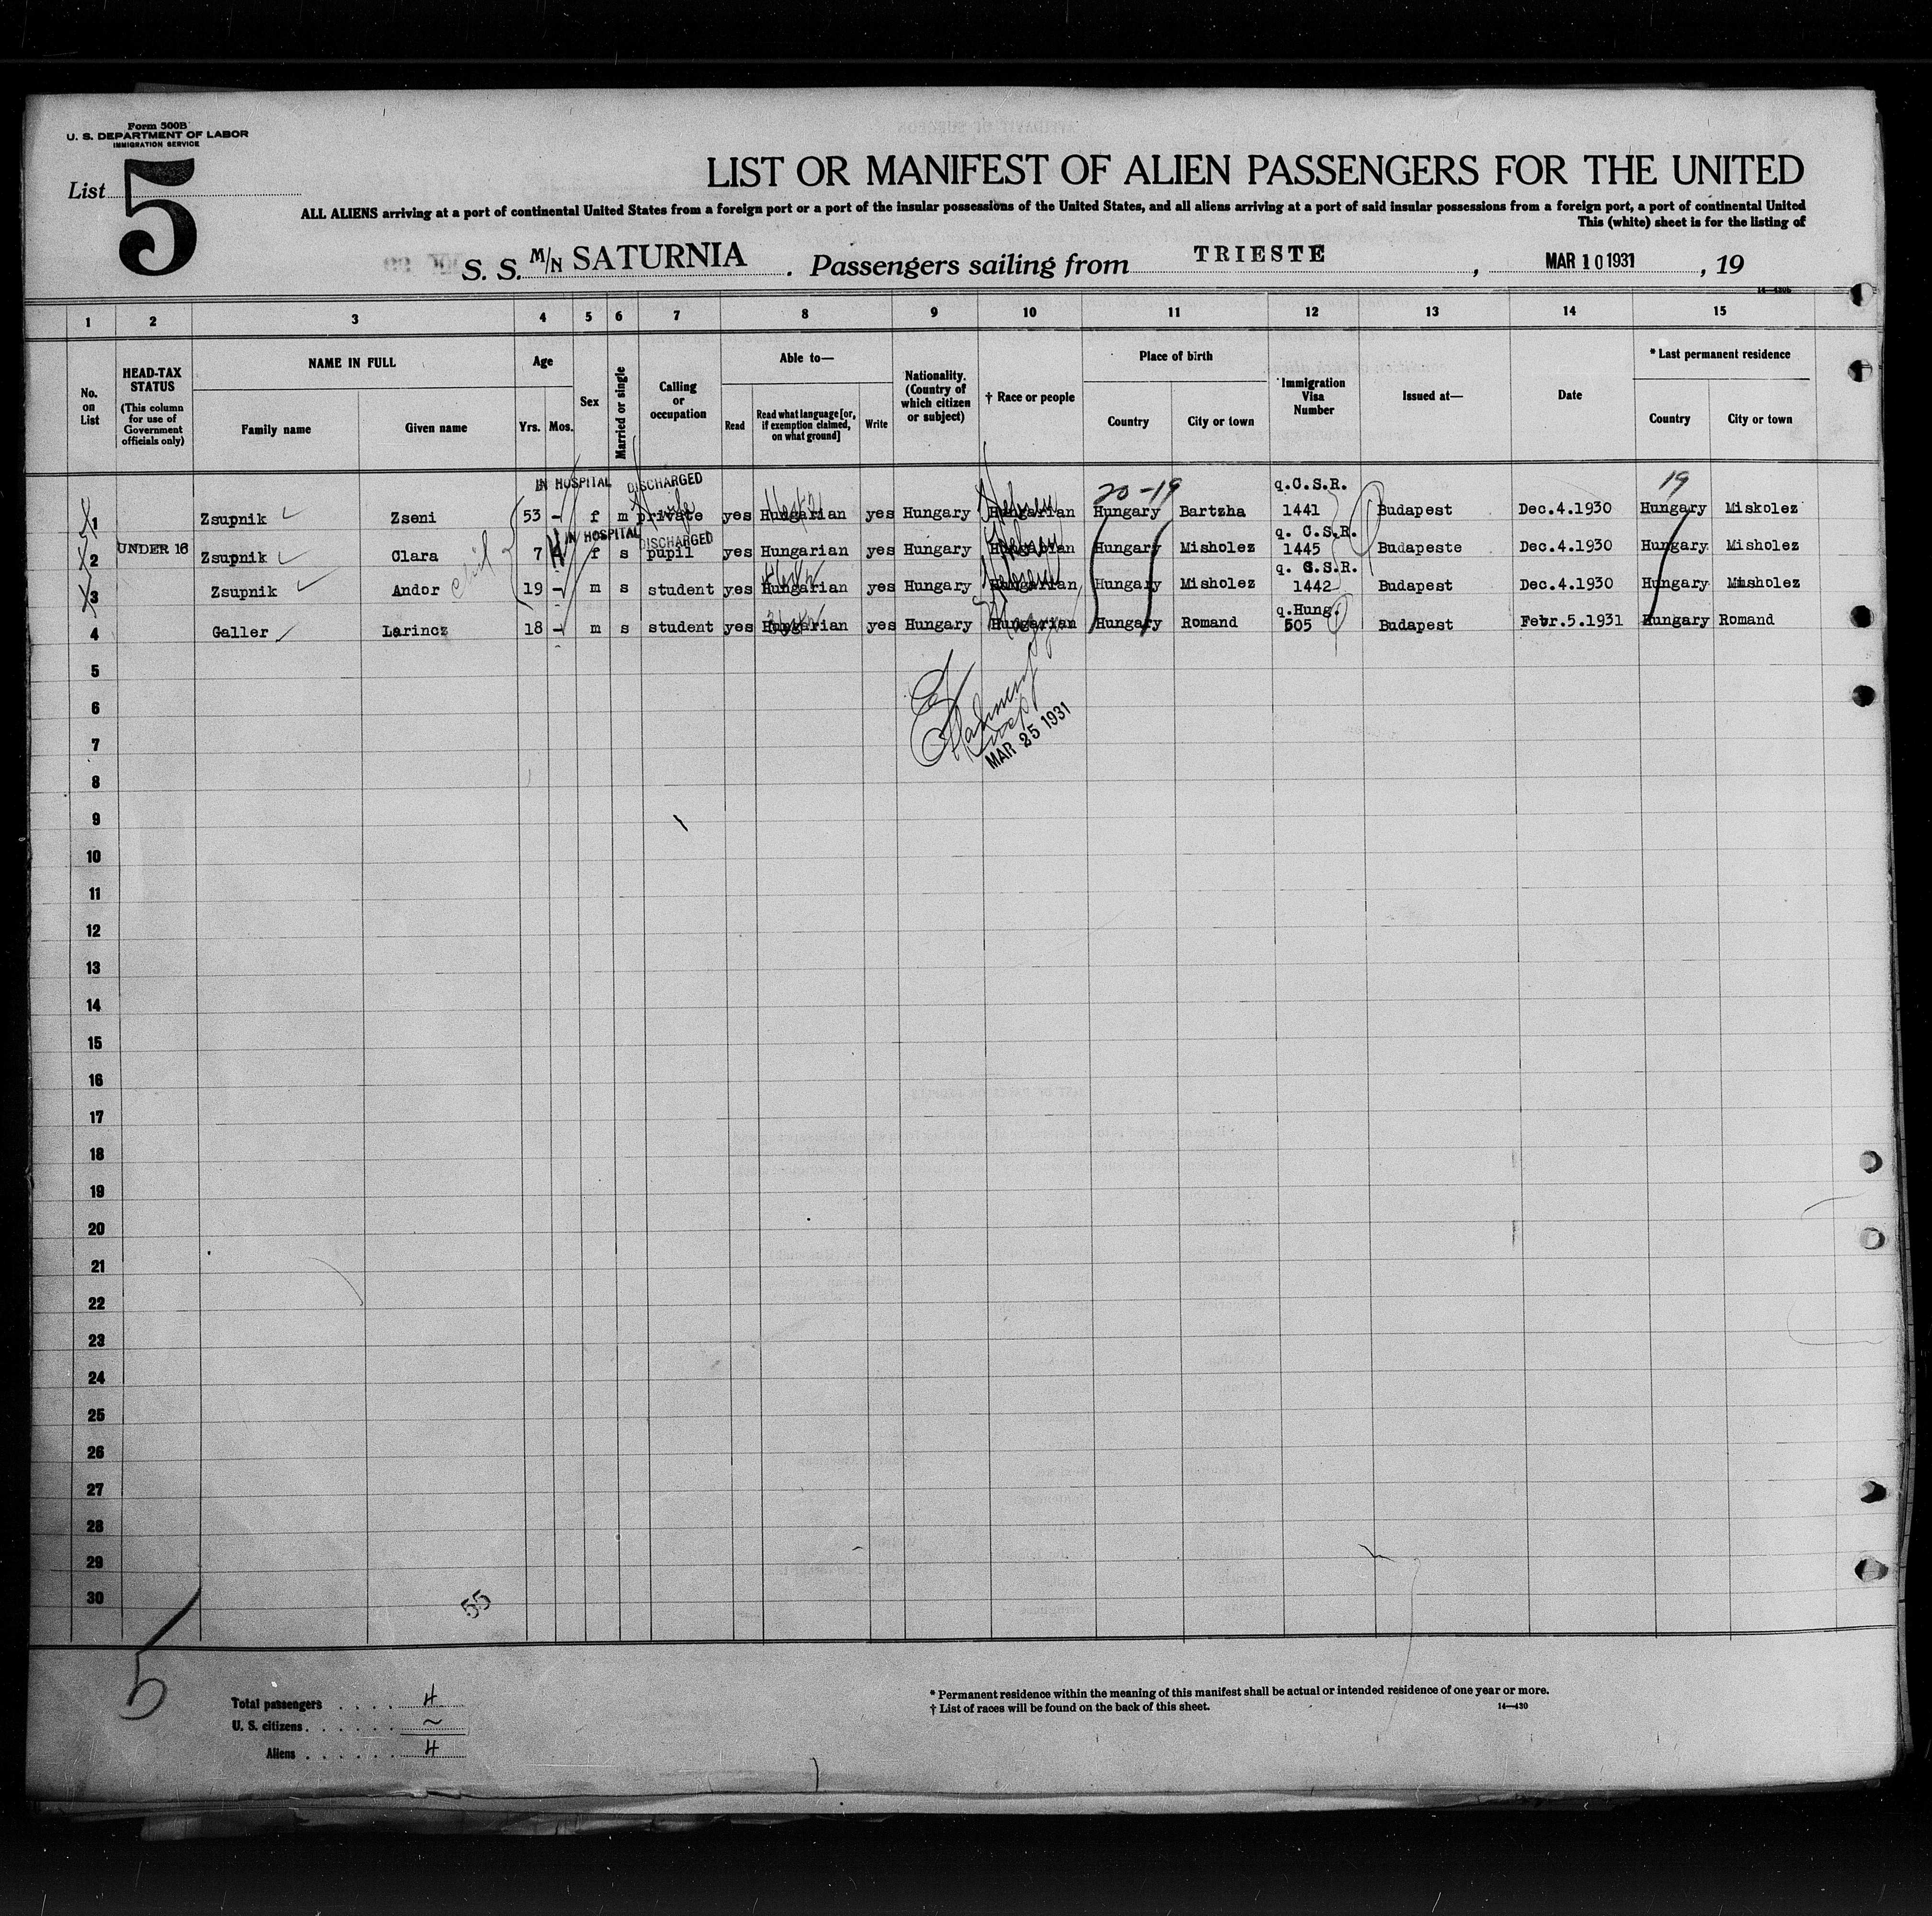 Form 500B
U. S. DEPARTMENT OF LABOR
IMMIGRATION SERVICE
List 5
LIST OR MANIFEST OF ALIEN PASSENGERS FOR THE UNITED
ALL ALIENS arriving at a port of continental United States from a foreign port or a port of the insular possessions of the United States, and all aliens arriving at a port of said insular possessions from a foreign port, a port of continental United
This (white) sheet is for the listing of
S. S. M/N SATURNIA. Passengers sailing from TRIESTE, MAR 10 1931, 19
1 2 3 4 5 6 7 8 9 10 11 12 13 14 15
No. on List
HEAD-TAX STATUS (This column for use of Government officials only)
NAME IN FULL
Family name Given name
Age
Yrs. Mos.
Sex
Married or single
Calling or occupation
Able to—
Read Read what language [or, if exemption claimed, on what ground] Write
Nationality. (Country of which citizen or subject)
† Race or people
Place of birth
Country City or town
Immigration Visa Number
Issued at—
Date
* Last permanent residence
Country City or town
IN HOSPITAL DISCHARGED 20-19 q.C.S.R. 19
1 Zsupnik Zseni 53 - f m private wife yes Hungarian yes Hungary Hungarian Hebrew Hungary Bartzha 1441 Budapest Dec.4.1930 Hungary Miskolez
IN HOSPITAL DISCHARGED q. C.S.R.
2 UNDER 16 Zsupnik Clara 7 f s pupil yes Hungarian yes Hungary Hungarian Hebrew Hungary Misholez 1445 Budapeste Dec.4.1930 Hungary Misholez
q. C.S.R.
3 Zsupnik Andor 19 - m s student yes Hungarian yes Hungary Hungarian Hebrew Hungary Misholez 1442 Budapest Dec.4.1930 Hungary Misholez
q.Hung.
4 Galler Lorincz 18 - m s student yes Hungarian yes Hungary Hungarian Magyar Hungary Romand 505 Budapest Febr.5.1931 Hungary Romand
5
6
7
MAR 25 1931
8
9
10
11
12
13
14
15
16
17
18
19
20
21
22
23
24
25
26
27
28
29
30
55
5
Total passengers . . . . 4
U. S. citizens . . . . . . ~
Aliens . . . . . . 4
* Permanent residence within the meaning of this manifest shall be actual or intended residence of one year or more.
† List of races will be found on the back of this sheet.
14—430